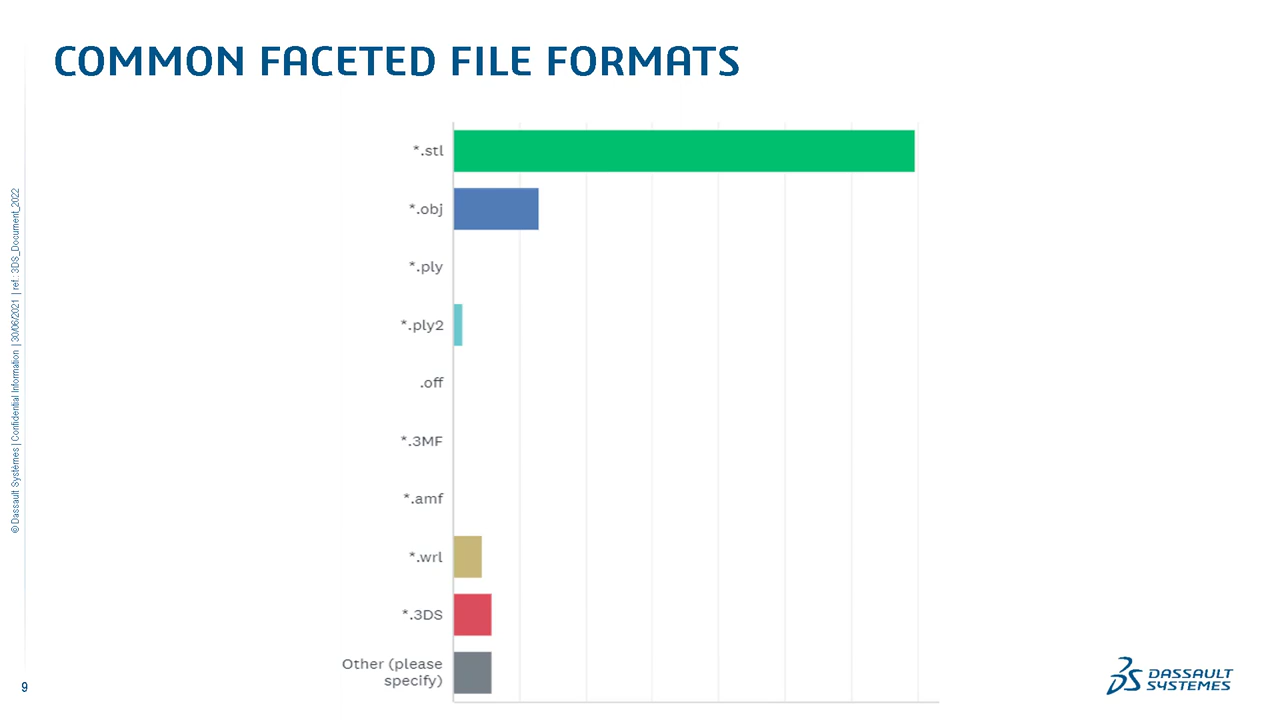 COMMON FACETED FILE FORMATS
*.stl
*.obj
*.ply
*.ply2
.off
*.3MF
*.amf
*.wrl
*.3DS
Other (please
specify)
© Dassault Systèmes | Confidential Information | 30/06/2021 | ref.: 3DS_Document_2022
9
DASSAULT
SYSTEMES